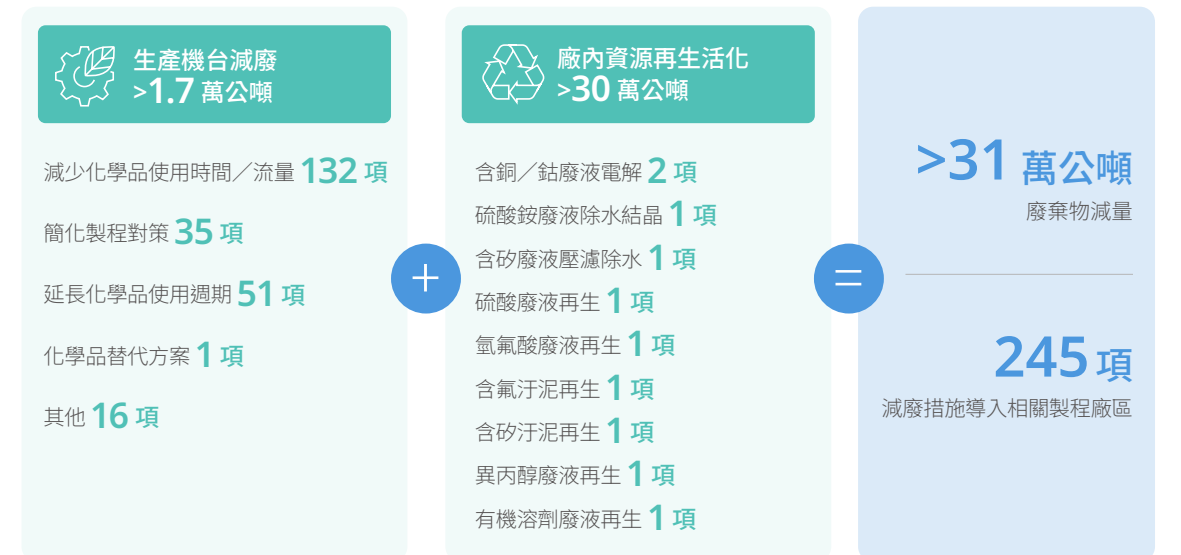 生產機台減廢
>1.7 萬公噸
減少化學品使用時間／流量 132 項
簡化製程對策 35 項
延長化學品使用週期 51 項
化學品替代方案 1 項
其他 16 項
+
廠內資源再生活化
>30 萬公噸
含銅／鈷廢液電解 2 項
硫酸銨廢液除水結晶 1 項
含矽廢液壓濾除水 1 項
硫酸廢液再生 1 項
氫氟酸廢液再生 1 項
含氟汙泥再生 1 項
含矽汙泥再生 1 項
異丙醇廢液再生 1 項
有機溶劑廢液再生 1 項
=
>31 萬公噸
廢棄物減量
245 項
減廢措施導入相關製程廠區